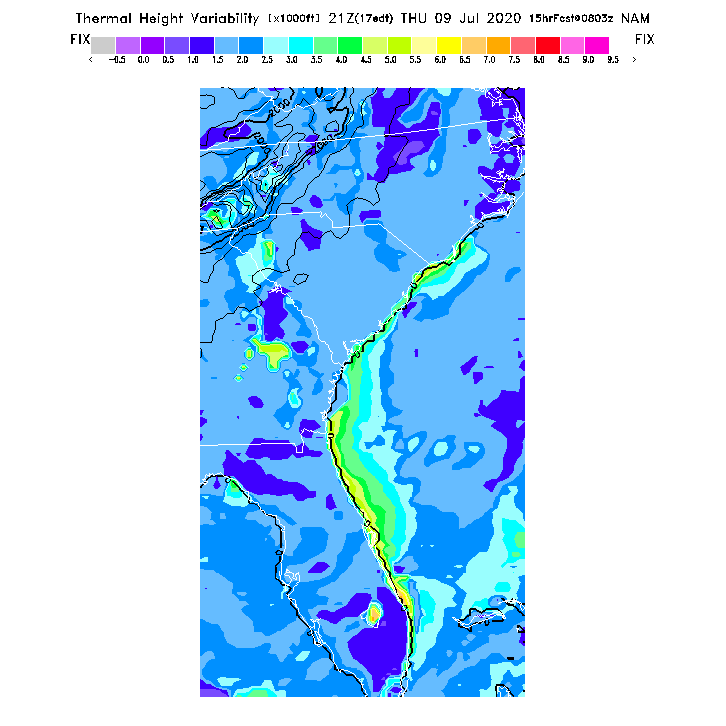 Thermal Height Variability [x1000ft] 21Z(17edt) THU 09 Jul 2020 15hrFcst@0803z NAM
FIX FIX
< -0.5 0.0 0.5 1.0 1.5 2.0 2.5 3.0 3.5 4.0 4.5 5.0 5.5 6.0 6.5 7.0 7.5 8.0 8.5 9.0 9.5 >
2000